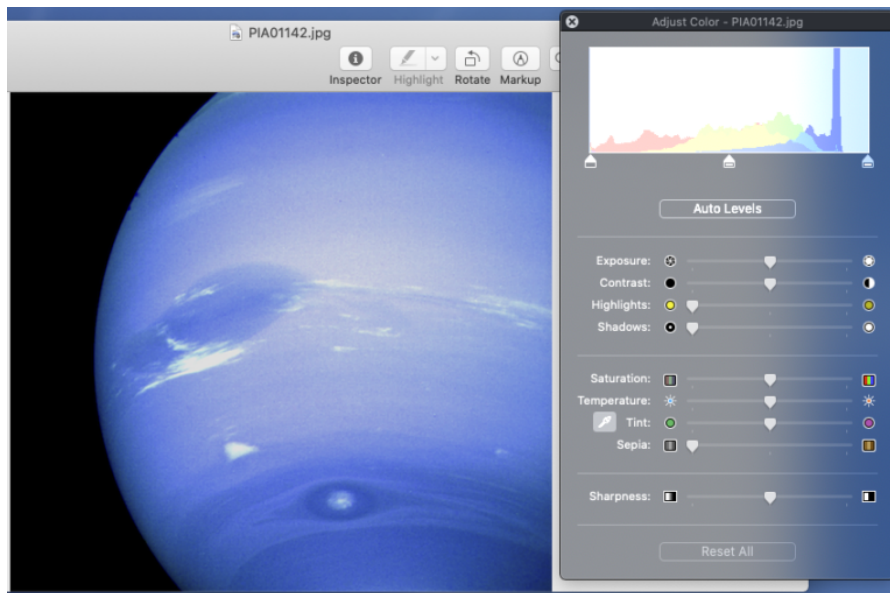 PIA01142.jpg
Inspector Highlight Rotate Markup
Adjust Color - PIA01142.jpg
Auto Levels
Exposure:
Contrast:
Highlights:
Shadows:
Saturation:
Temperature:
Tint:
Sepia:
Sharpness:
Reset All